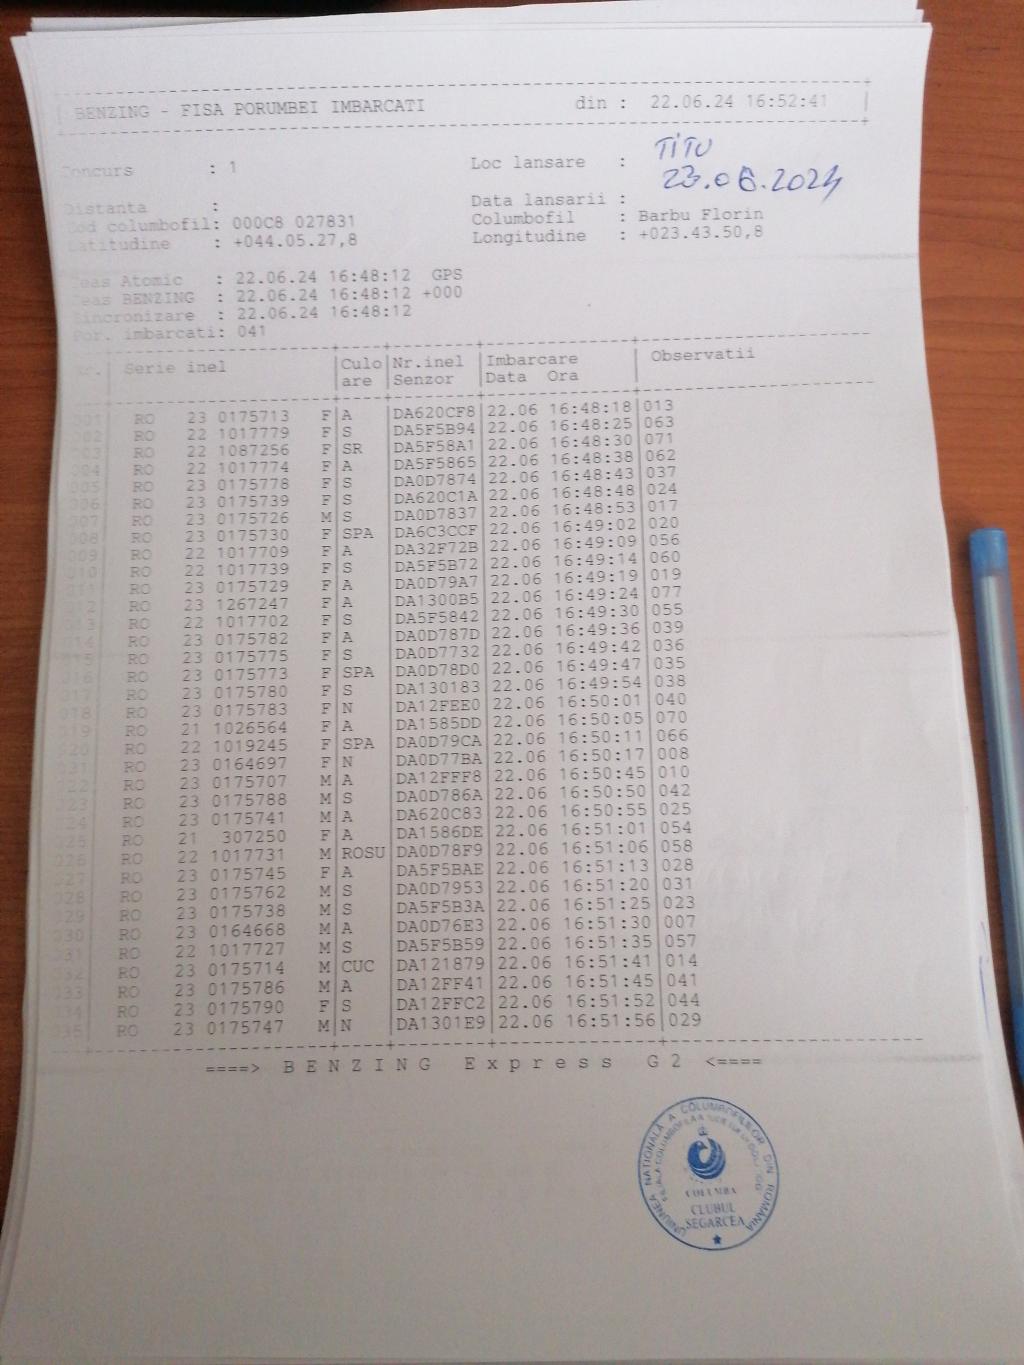 BENZING - FISA PORUMBEI IMBARCATI din : 22.06.24 16:52:41
Concurs : 1 Loc lansare : TITU
23.06.2024
Distanta : Data lansarii :
Cod columbofil: 000C8 027831 Columbofil : Barbu Florin
Latitudine : +044.05.27,8 Longitudine : +023.43.50,8
Ceas Atomic : 22.06.24 16:48:12 GPS
Ceas BENZING : 22.06.24 16:48:12 +000
Sincronizare : 22.06.24 16:48:12
Por. imbarcati: 041
Nr. Serie inel Culo Nr.inel Imbarcare Observatii
are Senzor Data Ora
001 RO 23 0175713 F A DA620CF8 22.06 16:48:18 013
002 RO 22 1017779 F S DA5F5B94 22.06 16:48:25 063
003 RO 22 1087256 F SR DA5F58A1 22.06 16:48:30 071
004 RO 22 1017774 F A DA5F5865 22.06 16:48:38 062
005 RO 23 0175778 F S DA0D7874 22.06 16:48:43 037
006 RO 23 0175739 F S DA620C1A 22.06 16:48:48 024
007 RO 23 0175726 M S DA0D7837 22.06 16:48:53 017
008 RO 23 0175730 F SPA DA6C3CCF 22.06 16:49:02 020
009 RO 22 1017709 F A DA32F72B 22.06 16:49:09 056
010 RO 22 1017739 F S DA5F5B72 22.06 16:49:14 060
011 RO 23 0175729 F A DA0D79A7 22.06 16:49:19 019
012 RO 23 1267247 F A DA1300B5 22.06 16:49:24 077
013 RO 22 1017702 F S DA5F5842 22.06 16:49:30 055
014 RO 23 0175782 F A DA0D787D 22.06 16:49:36 039
015 RO 23 0175775 F S DA0D7732 22.06 16:49:42 036
016 RO 23 0175773 F SPA DA0D78D0 22.06 16:49:47 035
017 RO 23 0175780 F S DA130183 22.06 16:49:54 038
018 RO 23 0175783 F N DA12FEE0 22.06 16:50:01 040
019 RO 21 1026564 F A DA1585DD 22.06 16:50:05 070
020 RO 22 1019245 F SPA DA0D79CA 22.06 16:50:11 066
021 RO 23 0164697 F N DA0D77BA 22.06 16:50:17 008
022 RO 23 0175707 M A DA12FFF8 22.06 16:50:45 010
023 RO 23 0175788 M S DA0D786A 22.06 16:50:50 042
024 RO 23 0175741 M A DA620C83 22.06 16:50:55 025
025 RO 21 307250 F A DA1586DE 22.06 16:51:01 054
026 RO 22 1017731 M ROSU DA0D78F9 22.06 16:51:06 058
027 RO 23 0175745 F A DA5F5BAE 22.06 16:51:13 028
028 RO 23 0175762 M S DA0D7953 22.06 16:51:20 031
029 RO 23 0175738 M S DA5F5B3A 22.06 16:51:25 023
030 RO 23 0164668 M A DA0D76E3 22.06 16:51:30 007
031 RO 22 1017727 M S DA5F5B59 22.06 16:51:35 057
032 RO 23 0175714 M CUC DA121879 22.06 16:51:41 014
033 RO 23 0175786 M A DA12FF41 22.06 16:51:45 041
034 RO 23 0175790 F S DA12FFC2 22.06 16:51:52 044
035 RO 23 0175747 M N DA1301E9 22.06 16:51:56 029
====> BENZING Express G2 <====
UNIUNEA NATIONALĂ A COLUMBOFILILOR DIN ROMÂNIA
COLUMBA
CLUBUL
SEGARCEA